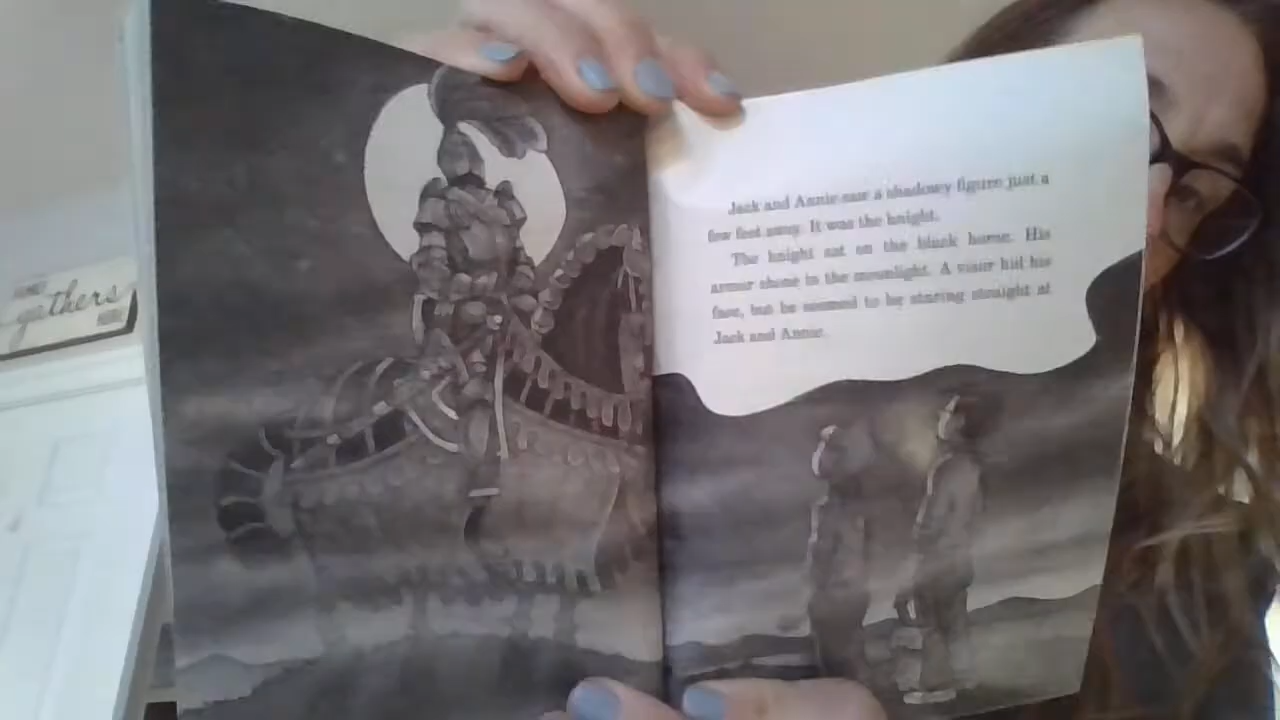 gathers
Jack and Annie saw a shadowy figure just a
few feet away. It was the knight.
The knight sat on the black horse. His
armor shone in the moonlight. A visor hid his
face, but he seemed to be staring straight at
Jack and Annie.